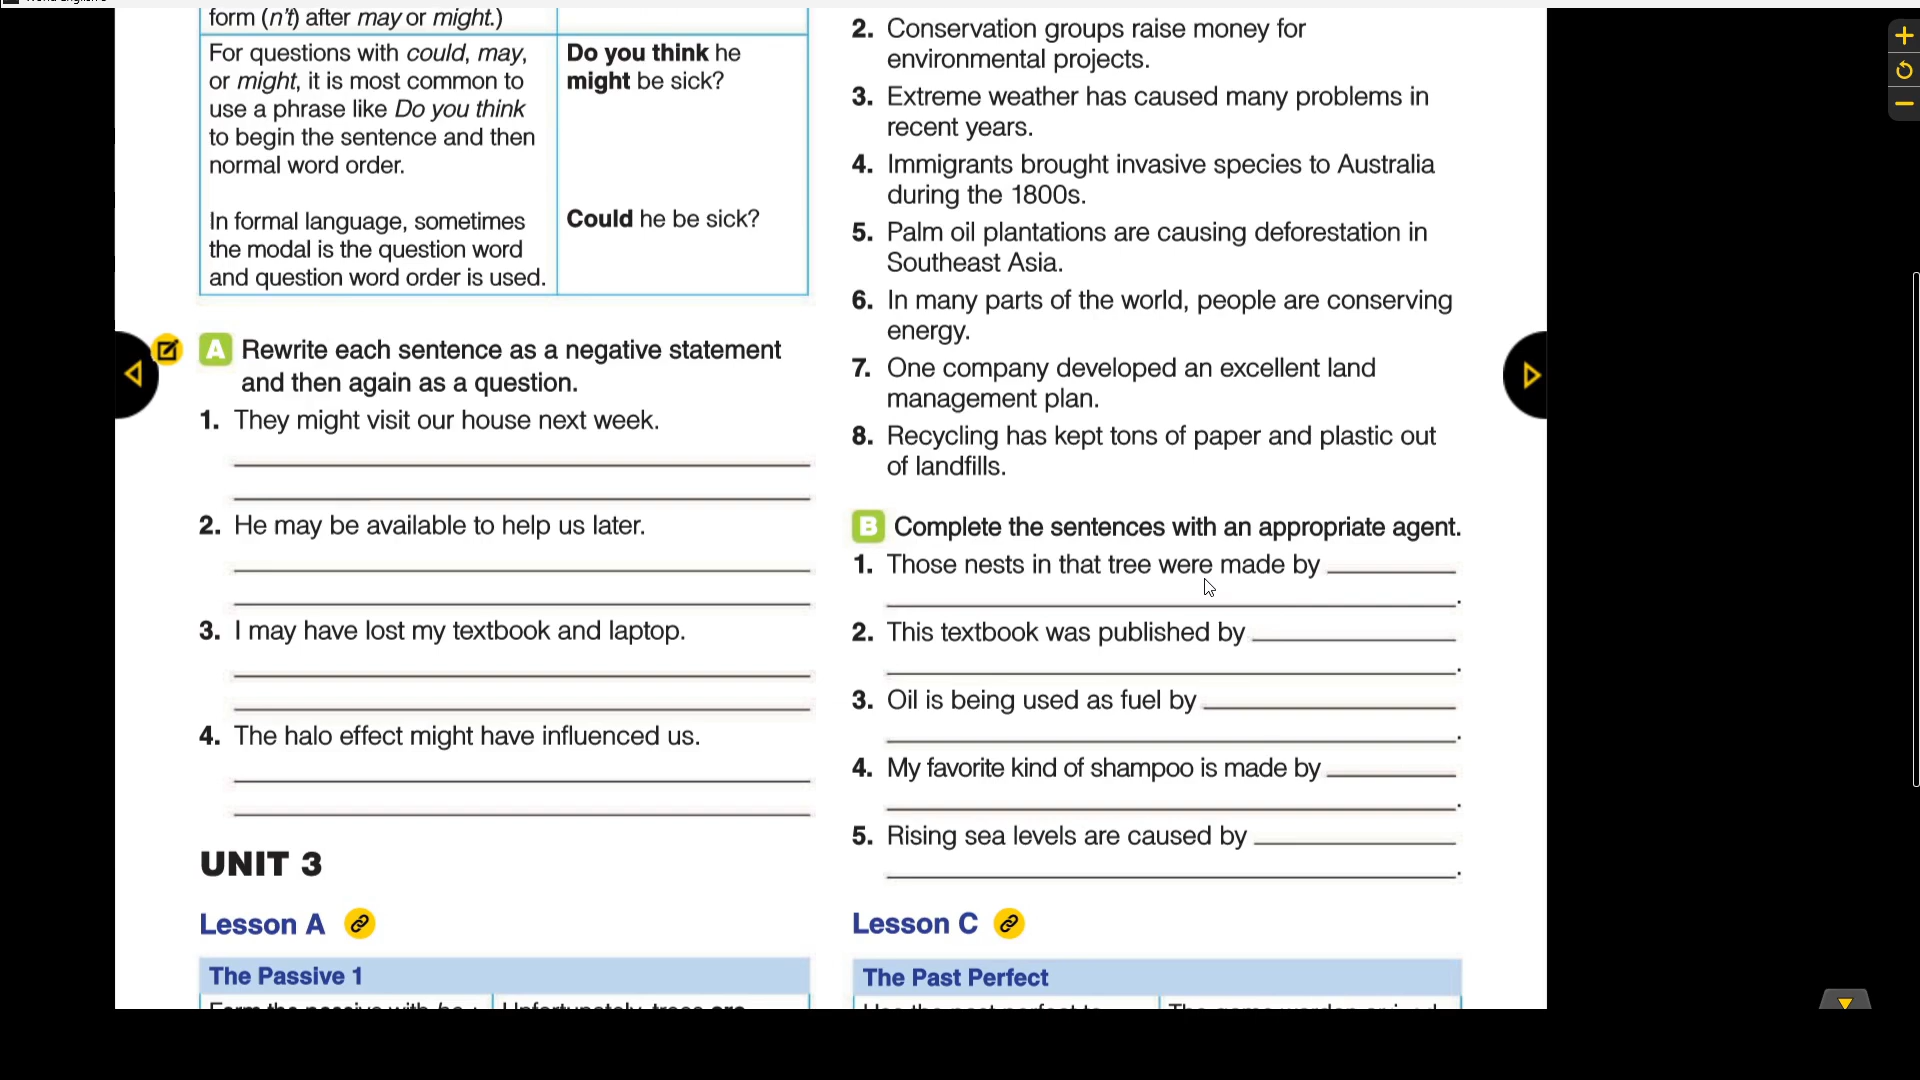 form (n't) after may or might.)
For questions with could, may,
or might, it is most common to
use a phrase like Do you think
to begin the sentence and then
normal word order.
Do you think he
might be sick?
In formal language, sometimes
the modal is the question word
and question word order is used.
Could he be sick?
A Rewrite each sentence as a negative statement
and then again as a question.
1. They might visit our house next week.
2. He may be available to help us later.
3. I may have lost my textbook and laptop.
4. The halo effect might have influenced us.
UNIT 3
Lesson A
The Passive 1
2. Conservation groups raise money for
environmental projects.
3. Extreme weather has caused many problems in
recent years.
4. Immigrants brought invasive species to Australia
during the 1800s.
5. Palm oil plantations are causing deforestation in
Southeast Asia.
6. In many parts of the world, people are conserving
energy.
7. One company developed an excellent land
management plan.
8. Recycling has kept tons of paper and plastic out
of landfills.
B Complete the sentences with an appropriate agent.
1. Those nests in that tree were made by
.
2. This textbook was published by
.
3. Oil is being used as fuel by
.
4. My favorite kind of shampoo is made by
.
5. Rising sea levels are caused by
.
Lesson C
The Past Perfect